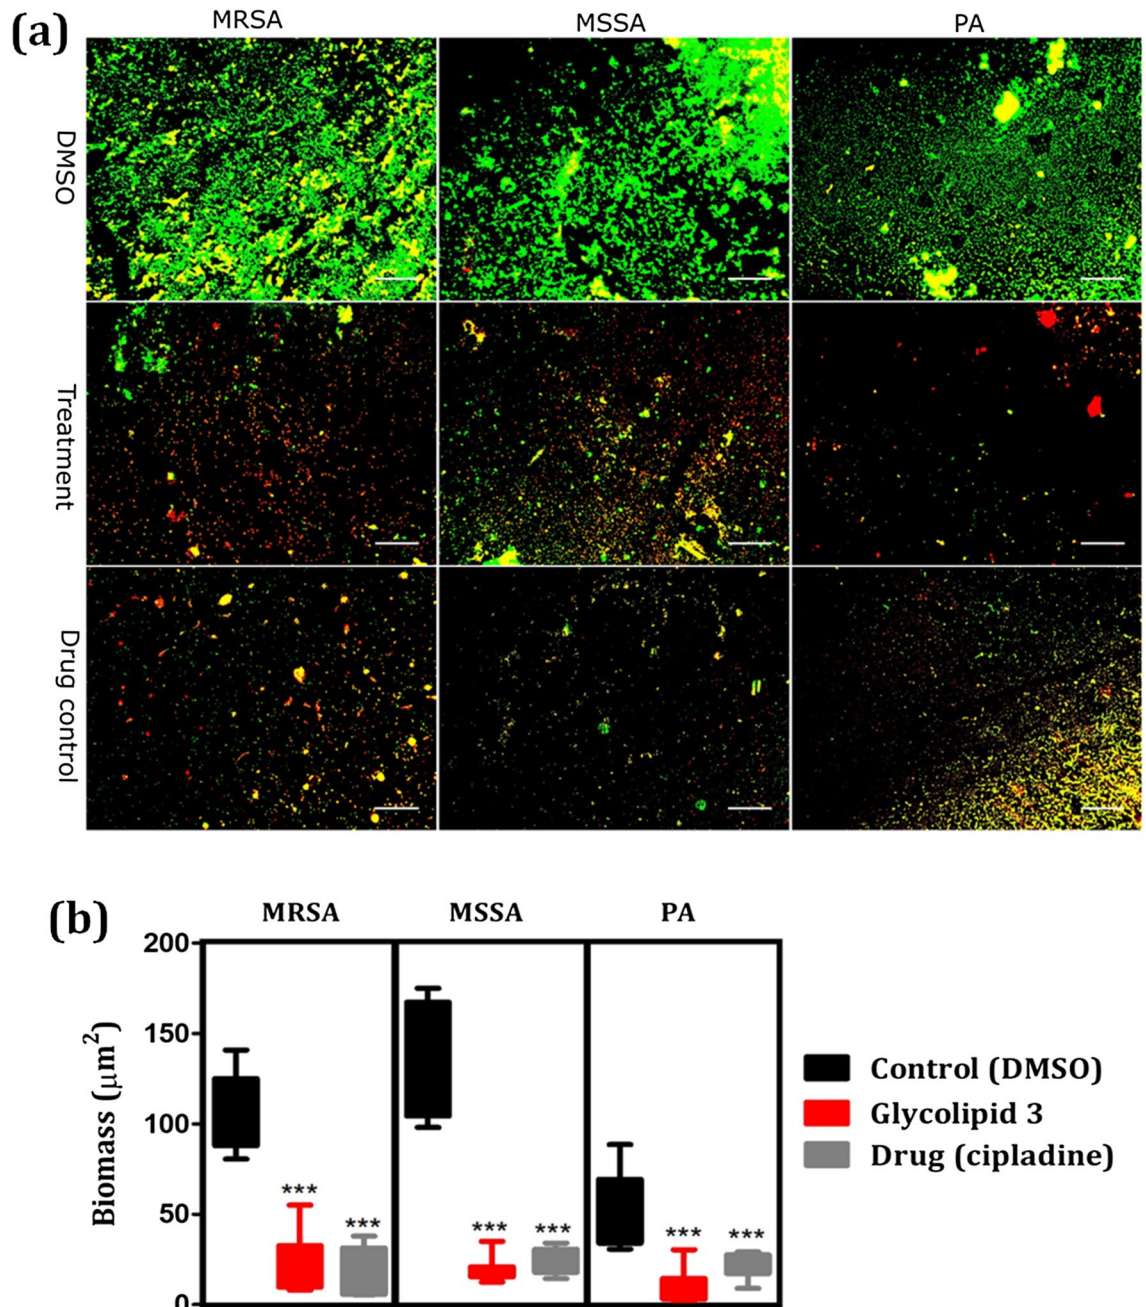 (a)
MRSA MSSA PA
DMSO
Treatment
Drug control
(b)
MRSA MSSA PA
200
150
100
50
0
Biomass (μm²)
***
***
***
***
***
***
Control (DMSO)
Glycolipid 3
Drug (cipladine)